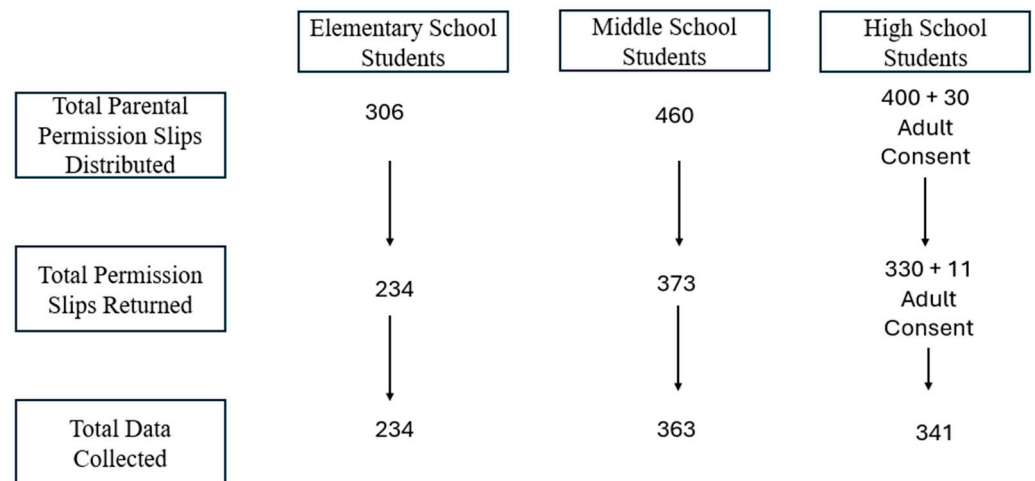 Elementary School
Students
Middle School
Students
High School
Students
Total Parental
Permission Slips
Distributed
306
460
400 + 30
Adult
Consent
Total Permission
Slips Returned
234
373
330 + 11
Adult
Consent
Total Data
Collected
234
363
341